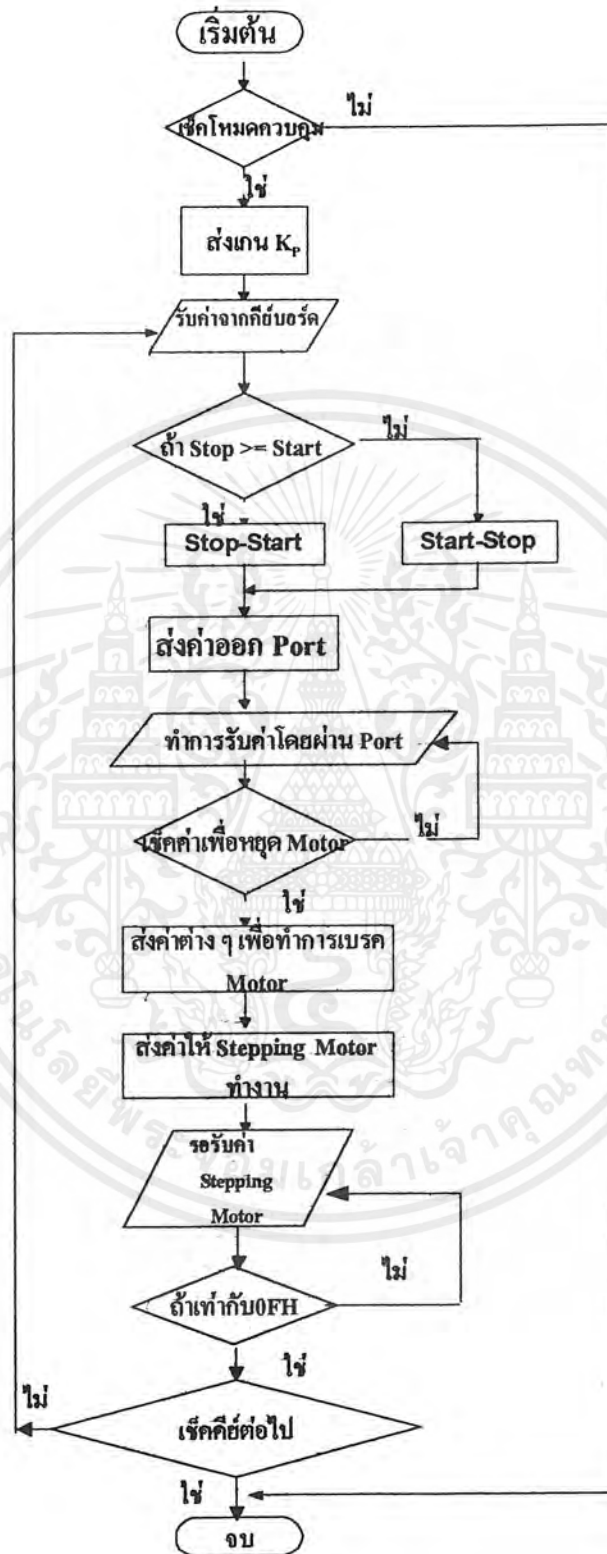 เริ่มต้น
ไม่
เช็คโหมดควบคุม
ใช่
ส่งเกน K_P
รับค่าจากคีย์บอร์ด
ถ้า Stop >= Start
ไม่
ใช่
Stop-Start
Start-Stop
ส่งค่าออก Port
ทำการรับค่าโดยผ่าน Port
เช็คค่าเพื่อหยุด Motor
ไม่
ใช่
ส่งค่าต่าง ๆ เพื่อทำการเบรค
Motor
ส่งค่าให้ Stepping Motor
ทำงาน
รอรับค่า
Stepping
Motor
ไม่
ถ้าเท่ากับ0FH
ใช่
ไม่
เช็คคีย์ต่อไป
ใช่
จบ